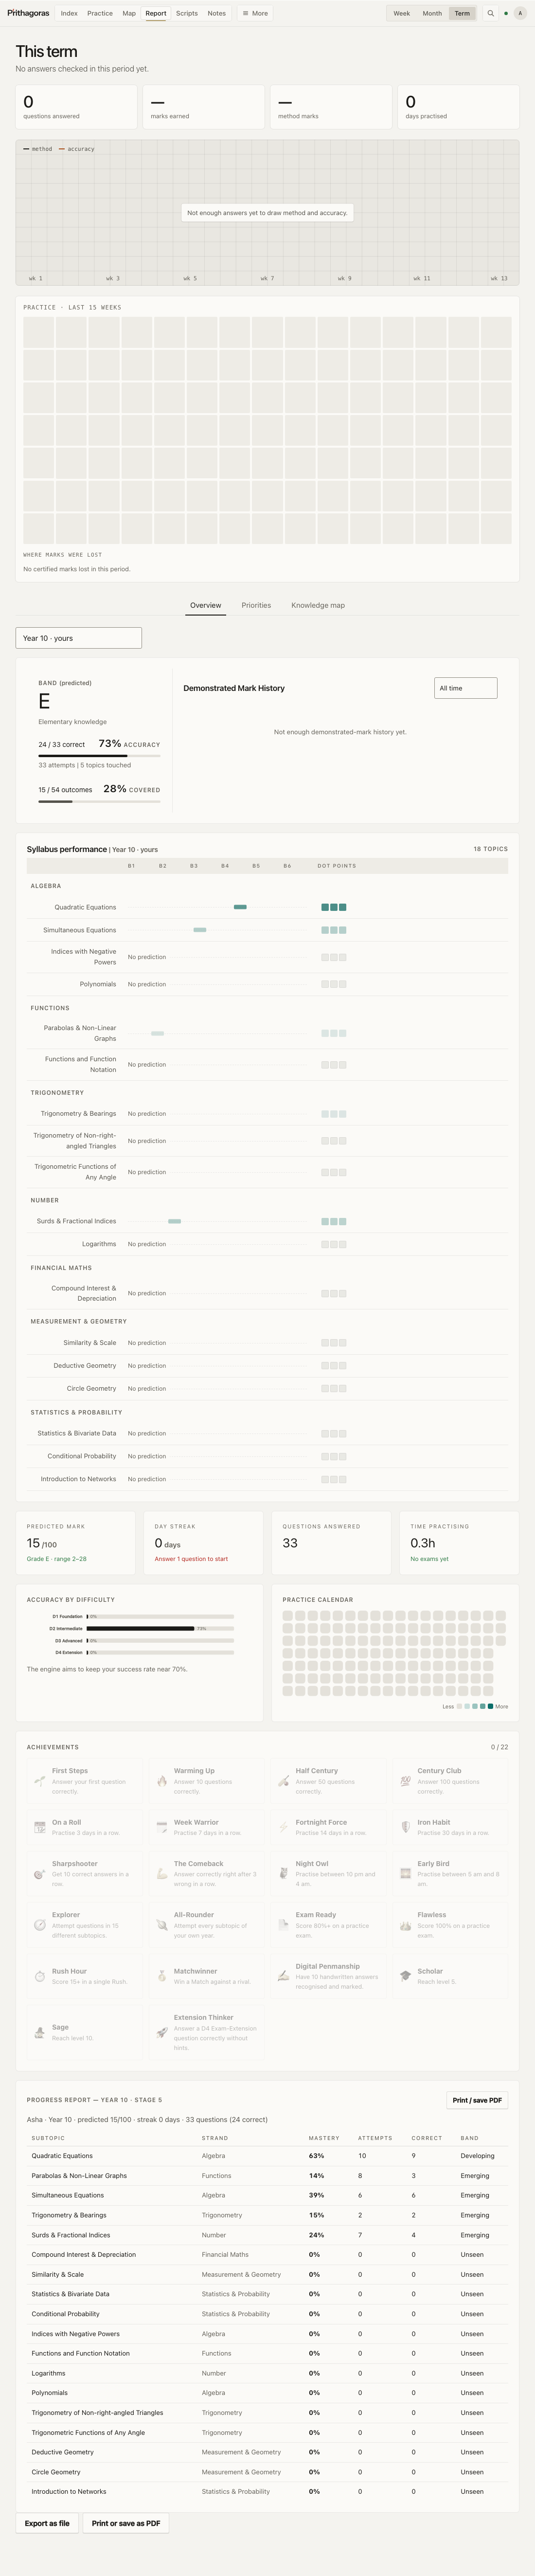 Pithagoras Index Practice Map Report Scripts Notes More Week Month Term A
This term
No answers checked in this period yet.
0
questions answered
—
marks earned
—
method marks
0
days practised
method accuracy
Not enough answers yet to draw method and accuracy.
wk 1 wk 3 wk 5 wk 7 wk 9 wk 11 wk 13
PRACTICE · LAST 15 WEEKS
WHERE MARKS WERE LOST
No certified marks lost in this period.
Overview Priorities Knowledge map
Year 10 · yours
BAND (predicted)
E
Elementary knowledge
24 / 33 correct 73% ACCURACY
33 attempts | 5 topics touched
15 / 54 outcomes 28% COVERED
Demonstrated Mark History
All time
Not enough demonstrated-mark history yet.
Syllabus performance | Year 10 · yours 18 TOPICS
B1 B2 B3 B4 B5 B6 DOT POINTS
ALGEBRA
Quadratic Equations
Simultaneous Equations
Indices with Negative
Powers
No prediction
Polynomials No prediction
FUNCTIONS
Parabolas & Non-Linear
Graphs
Functions and Function
Notation
No prediction
TRIGONOMETRY
Trigonometry & Bearings No prediction
Trigonometry of Non-right-
angled Triangles
No prediction
Trigonometric Functions of
Any Angle
No prediction
NUMBER
Surds & Fractional Indices
Logarithms No prediction
FINANCIAL MATHS
Compound Interest &
Depreciation
No prediction
MEASUREMENT & GEOMETRY
Similarity & Scale No prediction
Deductive Geometry No prediction
Circle Geometry No prediction
STATISTICS & PROBABILITY
Statistics & Bivariate Data No prediction
Conditional Probability No prediction
Introduction to Networks No prediction
PREDICTED MARK
15 /100
Grade E · range 2–28
DAY STREAK
0 days
Answer 1 question to start
QUESTIONS ANSWERED
33
TIME PRACTISING
0.3h
No exams yet
ACCURACY BY DIFFICULTY
D1 Foundation 0%
D2 Intermediate 73%
D3 Advanced 0%
D4 Extension 0%
The engine aims to keep your success rate near 70%.
PRACTICE CALENDAR
Less More
ACHIEVEMENTS 0 / 22
First Steps
Answer your first question
correctly.
Warming Up
Answer 10 questions
correctly.
Half Century
Answer 50 questions
correctly.
Century Club
Answer 100 questions
correctly.
On a Roll
Practise 3 days in a row.
Week Warrior
Practise 7 days in a row.
Fortnight Force
Practise 14 days in a row.
Iron Habit
Practise 30 days in a row.
Sharpshooter
Get 10 correct answers in a
row.
The Comeback
Answer correctly right after 5
wrong in a row.
Night Owl
Practise between 10 pm and
4 am.
Early Bird
Practise between 5 am and 8
am.
Explorer
Attempt questions in 15
different subtopics.
All-Rounder
Attempt every subtopic of
your own year.
Exam Ready
Score 80%+ on a practice
exam.
Flawless
Score 100% on a practice
exam.
Rush Hour
Score 15+ in a single Rush.
Matchwinner
Win a Match against a rival.
Digital Penmanship
Have 10 handwritten answers
recognised and marked.
Scholar
Reach level 5.
Sage
Reach level 10.
Extension Thinker
Answer a D4 Exam-Extension
question correctly without
hints.
PROGRESS REPORT — YEAR 10 · STAGE 5 Print / save PDF
Asha · Year 10 · predicted 15/100 · streak 0 days · 33 questions (24 correct)
SUBTOPIC STRAND MASTERY ATTEMPTS CORRECT BAND
Quadratic Equations Algebra 63% 10 9 Developing
Parabolas & Non-Linear Graphs Functions 14% 8 3 Emerging
Simultaneous Equations Algebra 39% 6 6 Emerging
Trigonometry & Bearings Trigonometry 15% 2 2 Emerging
Surds & Fractional Indices Number 24% 7 4 Emerging
Compound Interest & Depreciation Financial Maths 0% 0 0 Unseen
Similarity & Scale Measurement & Geometry 0% 0 0 Unseen
Statistics & Bivariate Data Statistics & Probability 0% 0 0 Unseen
Conditional Probability Statistics & Probability 0% 0 0 Unseen
Indices with Negative Powers Algebra 0% 0 0 Unseen
Functions and Function Notation Functions 0% 0 0 Unseen
Logarithms Number 0% 0 0 Unseen
Polynomials Algebra 0% 0 0 Unseen
Trigonometry of Non-right-angled Triangles Trigonometry 0% 0 0 Unseen
Trigonometric Functions of Any Angle Trigonometry 0% 0 0 Unseen
Deductive Geometry Measurement & Geometry 0% 0 0 Unseen
Circle Geometry Measurement & Geometry 0% 0 0 Unseen
Introduction to Networks Statistics & Probability 0% 0 0 Unseen
Export as file Print or save as PDF